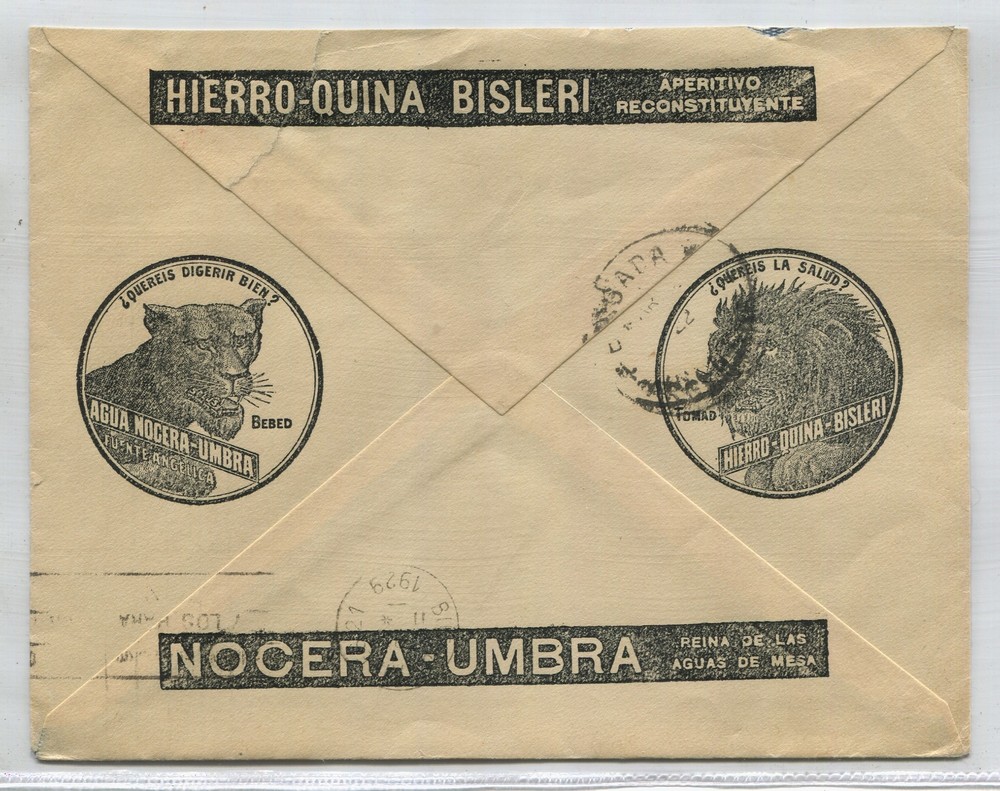 HIERRO-QUINA BISLERI
APERITIVO
RECONSTITUYENTE
¿QUEREIS DIGERIR BIEN?
BEBED
AGUA NOCERA-UMBRA
FUENTE ANGELICA
¿QUEREIS LA SALUD?
TOMAD
HIERRO-QUINA-BISLERI
1929
21
NOCERA-UMBRA
REINA DE LAS
AGUAS DE MESA